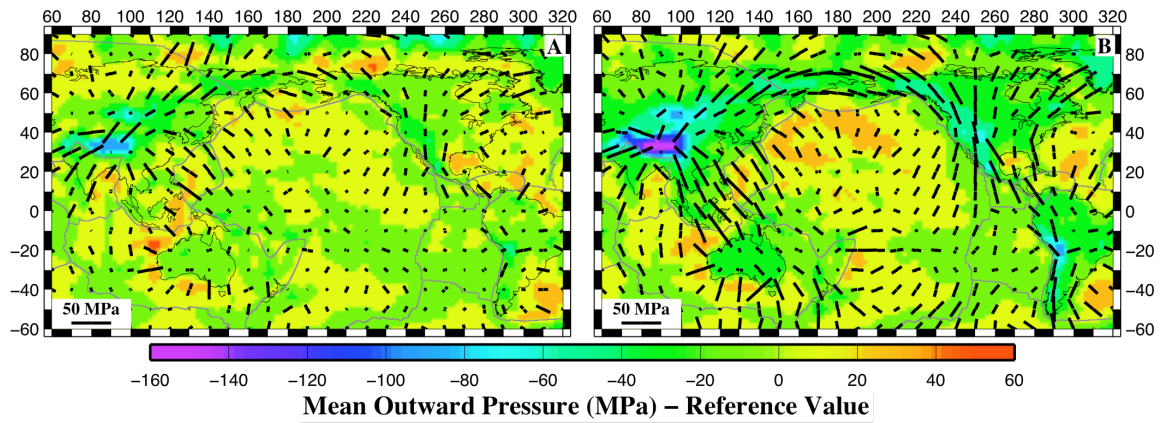 60 80 100 120 140 160 180 200 220 240 260 280 300 320 60 80 100 120 140 160 180 200 220 240 260 280 300 320
A B
80 80
60 60
40 40
20 20
0 0
−20 −20
−40 −40
50 MPa 50 MPa
−60 −60
−160 −140 −120 −100 −80 −60 −40 −20 0 20 40 60
Mean Outward Pressure (MPa) − Reference Value